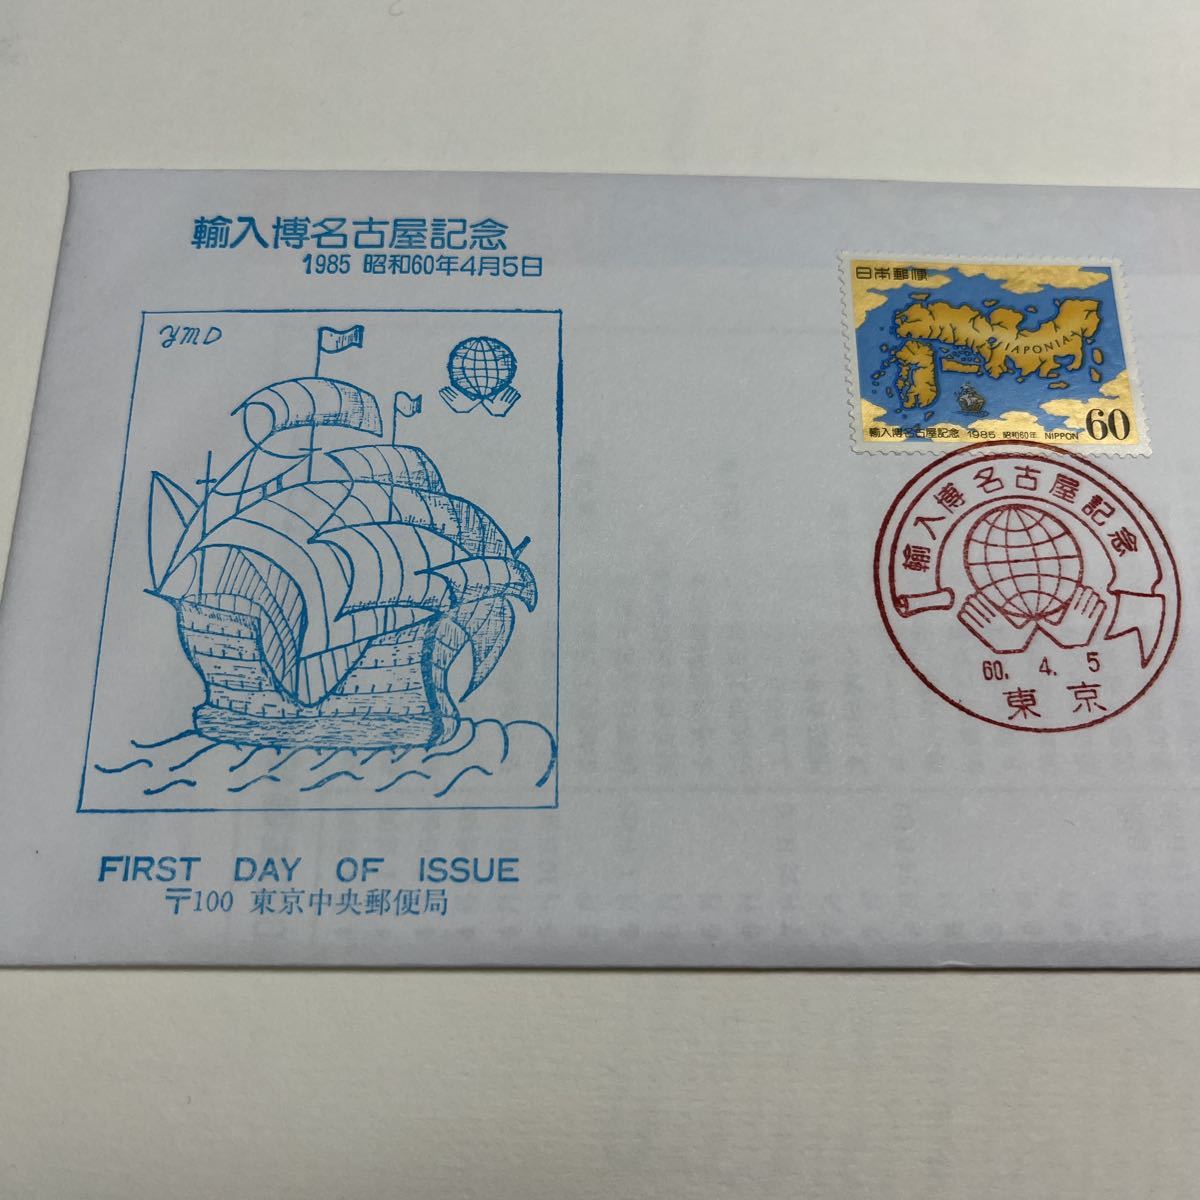 輸入博名古屋記念
1985 昭和60年4月5日
YMD
FIRST DAY OF ISSUE
〒100 東京中央郵便局
日本郵便
IAPONIA
輸入博名古屋記念 1985 昭和60年 NIPPON 60
輸入博名古屋記念
60. 4. 5
東京